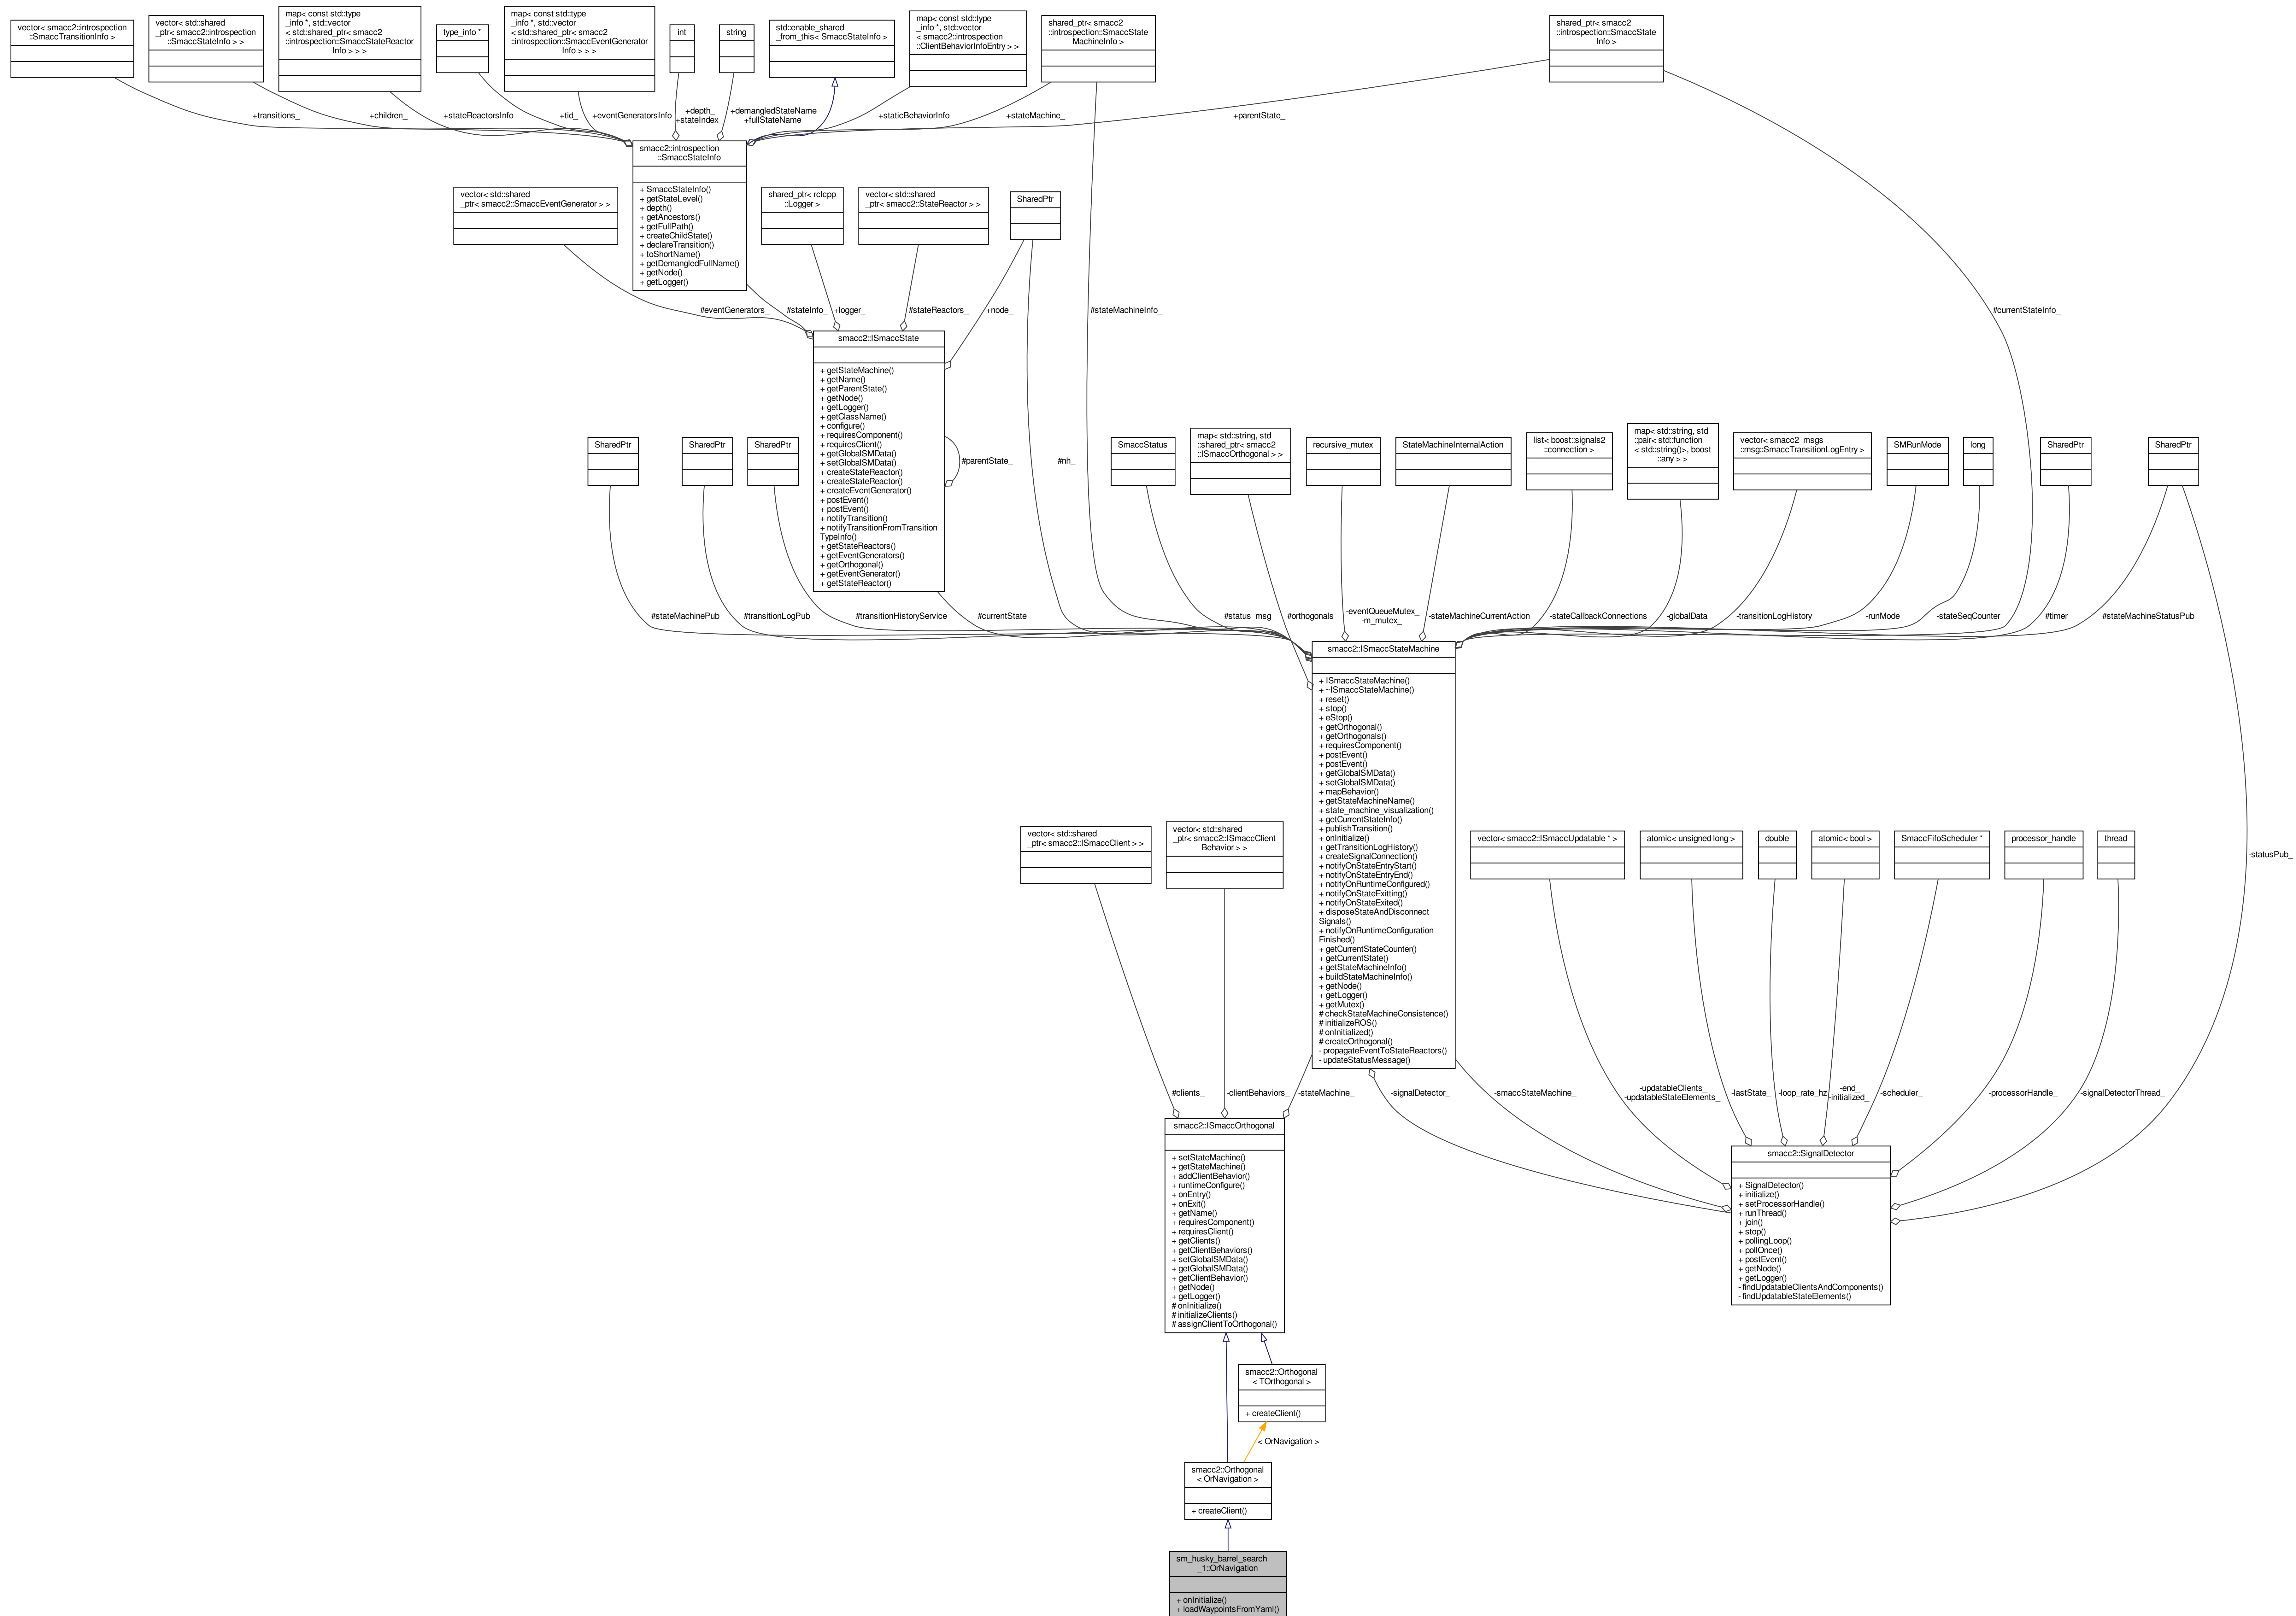 vector< smacc2::introspection
::SmaccTransitionInfo >
vector< std::shared
_ptr< smacc2::introspection
::SmaccStateInfo > >
map< const std::type
_info *, std::vector
< std::shared_ptr< smacc2
::introspection::SmaccStateReactor
Info > > >
type_info *
map< const std::type
_info *, std::vector
< std::shared_ptr< smacc2
::introspection::SmaccEventGenerator
Info > > >
int
string
std::enable_shared
_from_this< SmaccStateInfo >
map< const std::type
_info *, std::vector
< smacc2::introspection
::ClientBehaviorInfoEntry > >
shared_ptr< smacc2
::introspection::SmaccState
MachineInfo >
shared_ptr< smacc2
::introspection::SmaccState
Info >
+transitions_
+children_
+stateReactorsInfo
+tid_
+eventGeneratorsInfo
+depth_
+stateIndex_
+demangledStateName
+fullStateName
+staticBehaviorInfo
+stateMachine_
+parentState_
smacc2::introspection
::SmaccStateInfo
+ SmaccStateInfo()
+ getStateLevel()
+ depth()
+ getAncestors()
+ getFullPath()
+ createChildState()
+ declareTransition()
+ toShortName()
+ getDemangledFullName()
+ getNode()
+ getLogger()
vector< std::shared
_ptr< smacc2::SmaccEventGenerator > >
shared_ptr< rclcpp
::Logger >
vector< std::shared
_ptr< smacc2::StateReactor > >
SharedPtr
#eventGenerators_
#stateInfo_
+logger_
#stateReactors_
+node_
#stateMachineInfo_
#currentStateInfo_
smacc2::ISmaccState
+ getStateMachine()
+ getName()
+ getParentState()
+ getNode()
+ getLogger()
+ getClassName()
+ configure()
+ requiresComponent()
+ requiresClient()
+ getGlobalSMData()
+ setGlobalSMData()
+ createStateReactor()
+ createStateReactor()
+ createEventGenerator()
+ postEvent()
+ postEvent()
+ notifyTransition()
+ notifyTransitionFromTransition
TypeInfo()
+ getStateReactors()
+ getEventGenerators()
+ getOrthogonal()
+ getEventGenerator()
+ getStateReactor()
#parentState_
#nh_
SharedPtr
SharedPtr
SharedPtr
SmaccStatus
map< std::string, std
::shared_ptr< smacc2
::ISmaccOrthogonal > >
recursive_mutex
StateMachineInternalAction
list< boost::signals2
::connection >
map< std::string, std
::pair< std::function
< std::string()>, boost
::any > >
vector< smacc2_msgs
::msg::SmaccTransitionLogEntry >
SMRunMode
long
SharedPtr
SharedPtr
#stateMachinePub_
#transitionLogPub_
#transitionHistoryService_
#currentState_
#status_msg_
#orthogonals_
-eventQueueMutex_
-m_mutex_
-stateMachineCurrentAction
-stateCallbackConnections
-globalData_
-transitionLogHistory_
-runMode_
-stateSeqCounter_
#timer_
#stateMachineStatusPub_
smacc2::ISmaccStateMachine
+ ISmaccStateMachine()
+ ~ISmaccStateMachine()
+ reset()
+ stop()
+ eStop()
+ getOrthogonal()
+ getOrthogonals()
+ requiresComponent()
+ postEvent()
+ postEvent()
+ getGlobalSMData()
+ setGlobalSMData()
+ mapBehavior()
+ getStateMachineName()
+ state_machine_visualization()
+ getCurrentStateInfo()
+ publishTransition()
+ onInitialize()
+ getTransitionLogHistory()
+ createSignalConnection()
+ notifyOnStateEntryStart()
+ notifyOnStateEntryEnd()
+ notifyOnRuntimeConfigured()
+ notifyOnStateExitting()
+ notifyOnStateExited()
+ disposeStateAndDisconnect
Signals()
+ notifyOnRuntimeConfiguration
Finished()
+ getCurrentStateCounter()
+ getCurrentState()
+ getStateMachineInfo()
+ buildStateMachineInfo()
+ getNode()
+ getLogger()
+ getMutex()
# checkStateMachineConsistence()
# initializeROS()
# onInitialized()
# createOrthogonal()
- propagateEventToStateReactors()
- updateStatusMessage()
vector< std::shared
_ptr< smacc2::ISmaccClient > >
vector< std::shared
_ptr< smacc2::ISmaccClient
Behavior > >
vector< smacc2::ISmaccUpdatable * >
atomic< unsigned long >
double
atomic< bool >
SmaccFifoScheduler *
processor_handle
thread
-statusPub_
#clients_
-clientBehaviors_
-stateMachine_
-signalDetector_
-smaccStateMachine_
-updatableClients_
-updatableStateElements_
-lastState_
-loop_rate_hz
-end_
-initialized_
-scheduler_
-processorHandle_
-signalDetectorThread_
smacc2::ISmaccOrthogonal
+ setStateMachine()
+ getStateMachine()
+ addClientBehavior()
+ runtimeConfigure()
+ onEntry()
+ onExit()
+ getName()
+ requiresComponent()
+ requiresClient()
+ getClients()
+ getClientBehaviors()
+ setGlobalSMData()
+ getGlobalSMData()
+ getClientBehavior()
+ getNode()
+ getLogger()
# onInitialize()
# initializeClients()
# assignClientToOrthogonal()
smacc2::SignalDetector
+ SignalDetector()
+ initialize()
+ setProcessorHandle()
+ runThread()
+ join()
+ stop()
+ pollingLoop()
+ pollOnce()
+ postEvent()
+ getNode()
+ getLogger()
- findUpdatableClientsAndComponents()
- findUpdatableStateElements()
smacc2::Orthogonal
< TOrthogonal >
+ createClient()
< OrNavigation >
smacc2::Orthogonal
< OrNavigation >
+ createClient()
sm_husky_barrel_search
_1::OrNavigation
+ onInitialize()
+ loadWaypointsFromYaml()